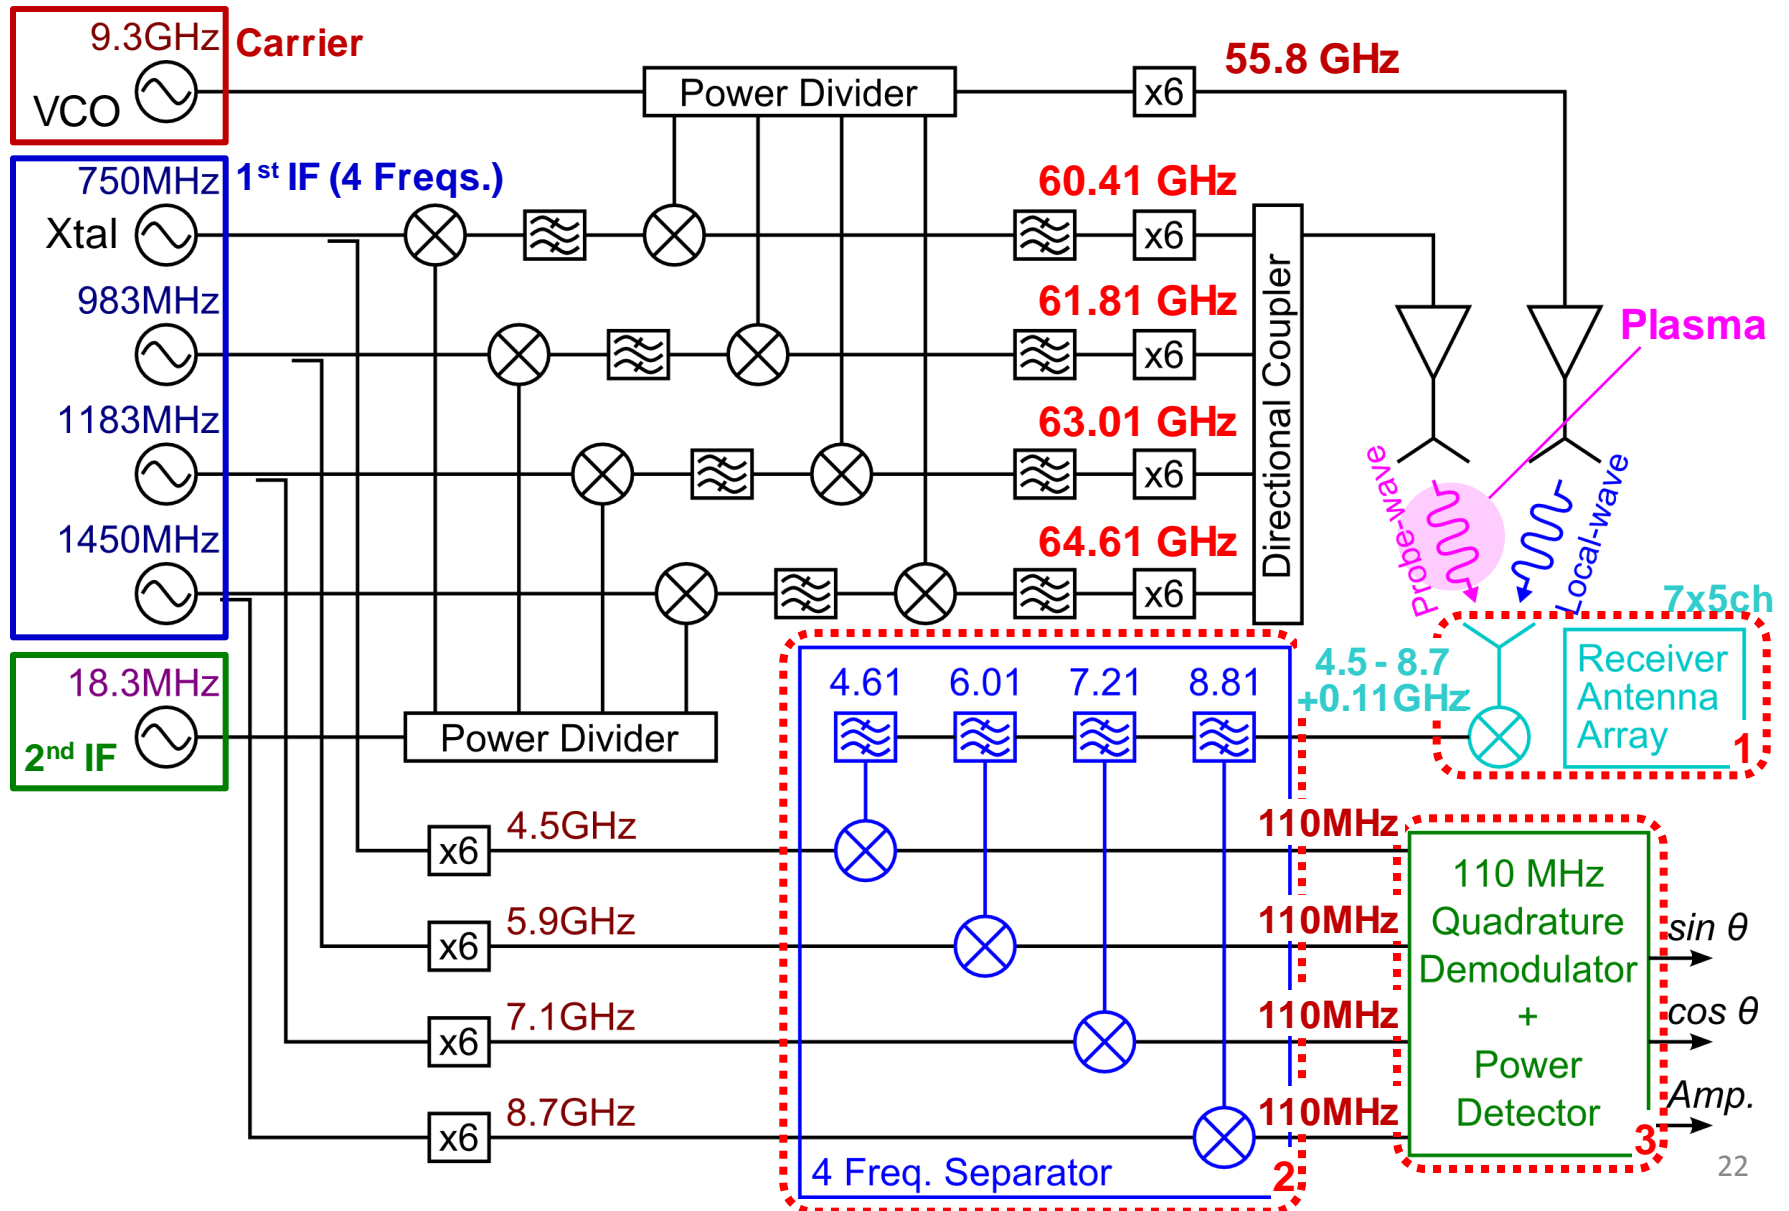 9.3GHz
Carrier
VCO
Power Divider
x6
55.8 GHz
750MHz
1st IF (4 Freqs.)
Xtal
60.41 GHz
x6
983MHz
61.81 GHz
x6
1183MHz
63.01 GHz
x6
1450MHz
64.61 GHz
x6
Directional Coupler
Plasma
Probe-wave
Local-wave
7x5ch
18.3MHz
2nd IF
Power Divider
4.61
6.01
7.21
8.81
4.5 - 8.7
+0.11GHz
Receiver
Antenna
Array
1
x6
4.5GHz
110MHz
x6
5.9GHz
110MHz
x6
7.1GHz
110MHz
x6
8.7GHz
110MHz
4 Freq. Separator
2
110 MHz
Quadrature
Demodulator
+
Power
Detector
3
sin θ
cos θ
Amp.
22